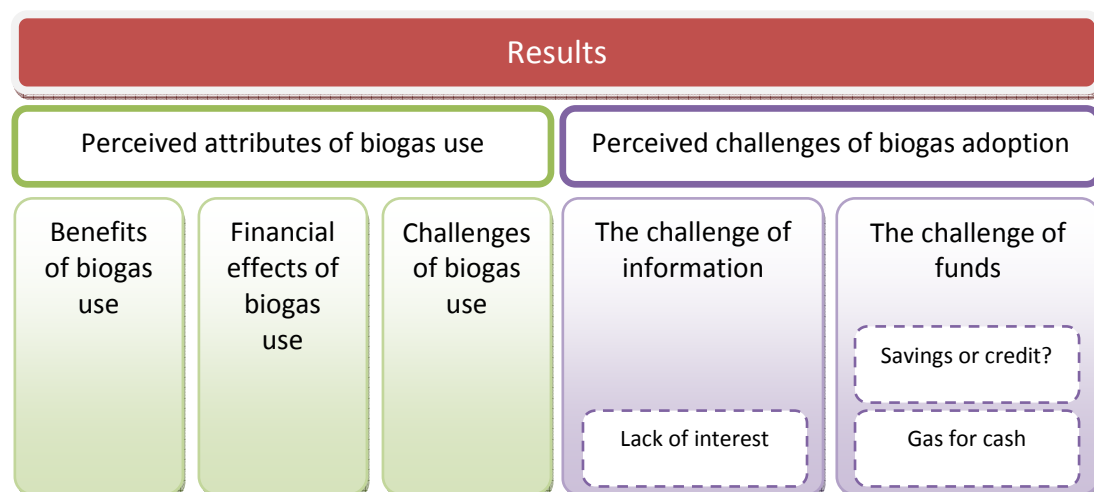 Results
Perceived attributes of biogas use
Perceived challenges of biogas adoption
Benefits
of biogas
use
Financial
effects of
biogas
use
Challenges
of biogas
use
The challenge of
information
Lack of interest
The challenge of
funds
Savings or credit?
Gas for cash